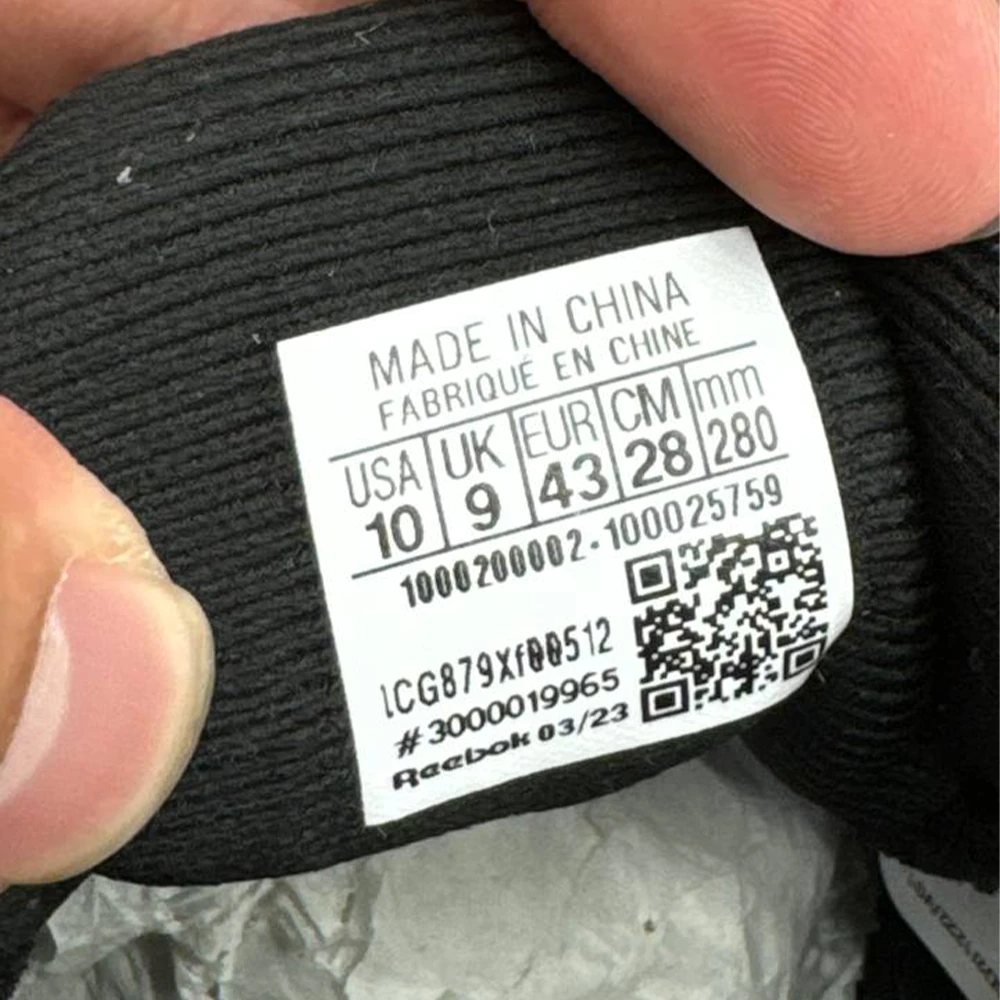 MADE IN CHINA
FABRIQUÉ EN CHINE
USA UK EUR CM mm
10 9 43 28 280
1000200002-100025759
#3000019965
Reebok 03/23